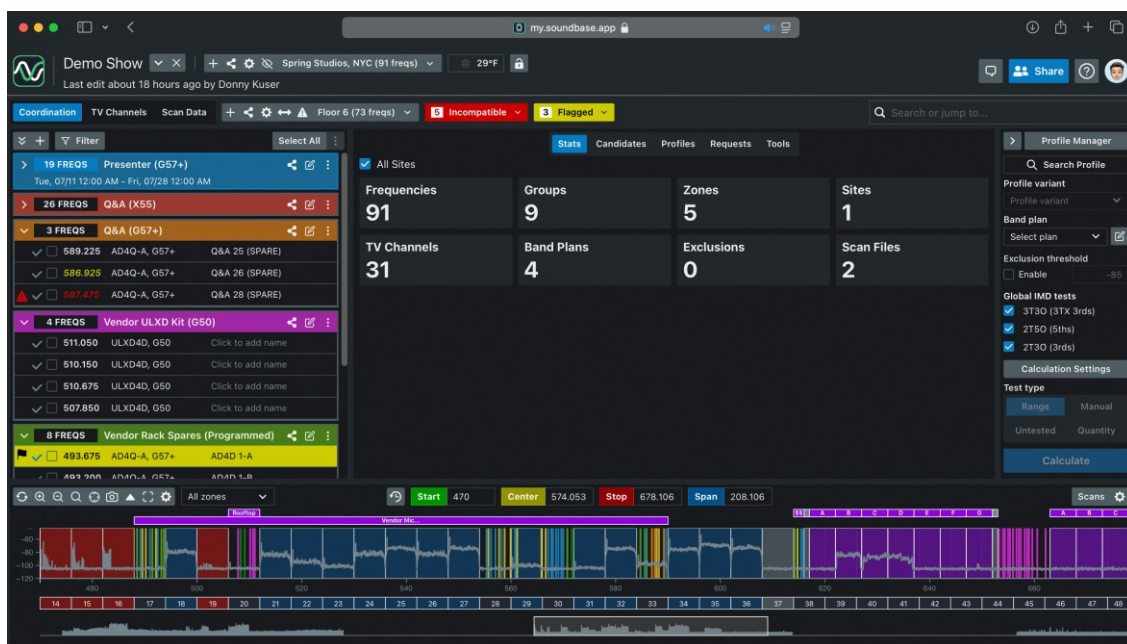 my.soundbase.app
Demo Show
Spring Studios, NYC (91 freqs)
29°F
Last edit about 18 hours ago by Donny Kuser
Share
Coordination TV Channels Scan Data
Floor 6 (73 freqs)
5 Incompatible
3 Flagged
Search or jump to...
Filter
Select All
19 FREQS Presenter (G57+)
Tue, 07/11 12:00 AM – Fri, 07/28 12:00 AM
26 FREQS Q&A (X55)
3 FREQS Q&A (G57+)
589.225 AD4Q-A, G57+ Q&A 25 (SPARE)
586.925 AD4Q-A, G57+ Q&A 26 (SPARE)
587.475 AD4Q-A, G57+ Q&A 28 (SPARE)
4 FREQS Vendor ULXD Kit (G50)
511.050 ULXD4D, G50 Click to add name
510.150 ULXD4D, G50 Click to add name
510.675 ULXD4D, G50 Click to add name
507.850 ULXD4D, G50 Click to add name
8 FREQS Vendor Rack Spares (Programmed)
493.675 AD4Q-A, G57+ AD4D 1-A
493.200 AD4Q-A, G57+ AD4D 1-B
Stats Candidates Profiles Requests Tools
All Sites
Frequencies
91
Groups
9
Zones
5
Sites
1
TV Channels
31
Band Plans
4
Exclusions
0
Scan Files
2
Profile Manager
Search Profile
Profile variant
Profile variant
Band plan
Select plan
Exclusion threshold
Enable -85
Global IMD tests
3T3O (3TX 3rds)
2T5O (5ths)
2T3O (3rds)
Calculation Settings
Test type
Range Manual
Untested Quantity
Calculate
All zones
Start 470
Center 574.053
Stop 678.106
Span 208.106
Scans
Rooftop
Vendor Mic...
A B C D E F G
A B C
-80
-100
-120
480 500 520 540 560 580 600 620 640 660
14 15 16 17 18 19 20 21 22 23 24 25 26 27 28 29 30 31 32 33 34 35 36 37 38 39 40 41 42 43 44 45 46 47 48